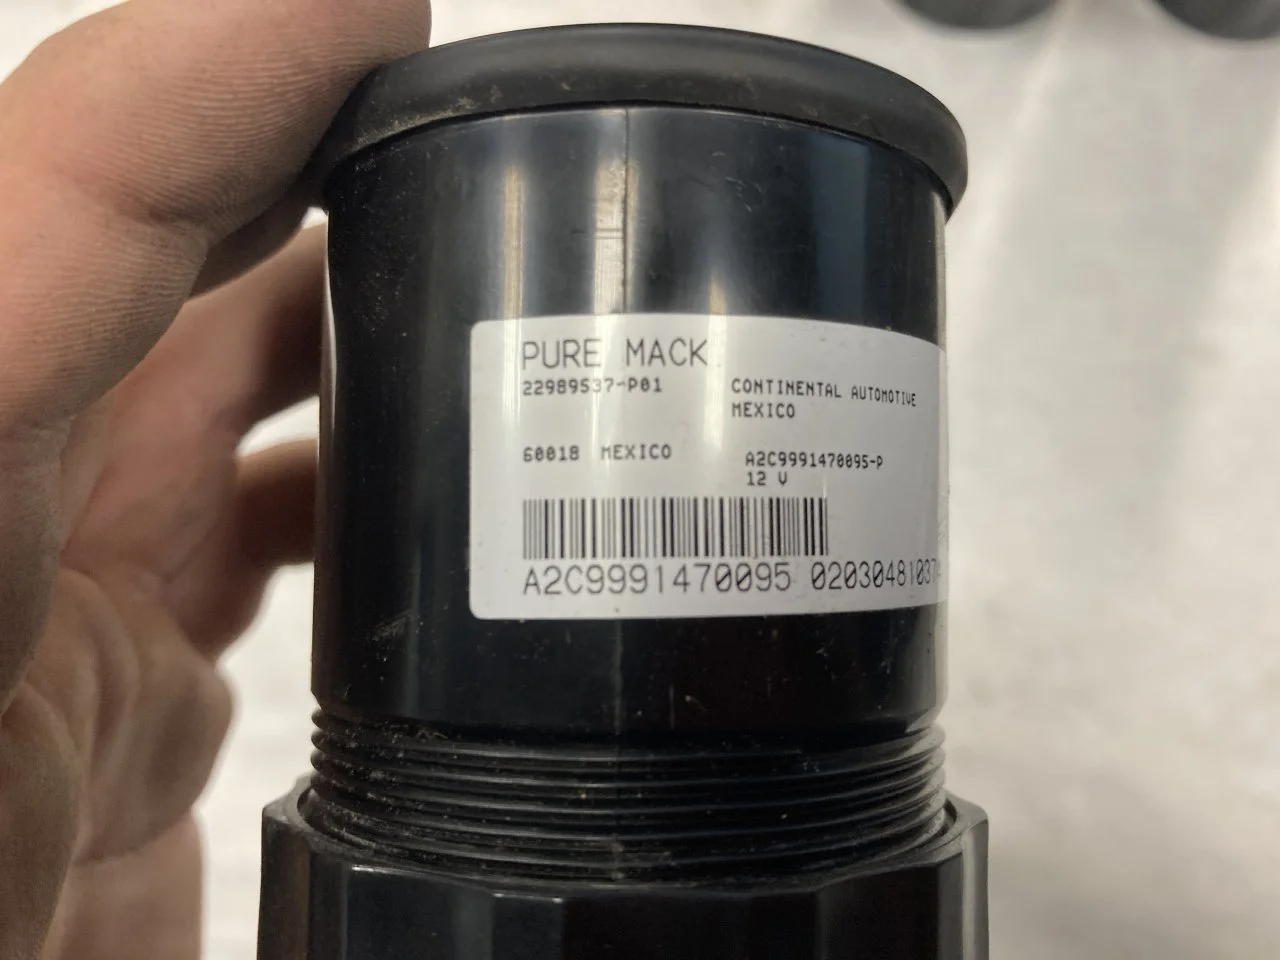 PURE MACK
22989537-P01
CONTINENTAL AUTOMOTIVE
MEXICO
60018 MEXICO
A2C9991470095-P
12 V
A2C9991470095